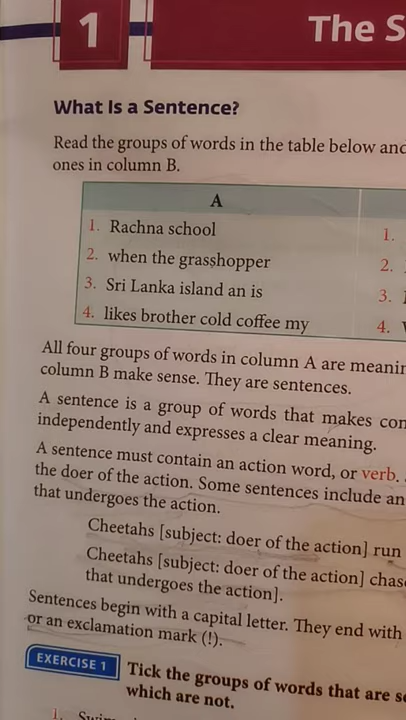 1
The S
What Is a Sentence?
Read the groups of words in the table below and
ones in column B.
A
1. Rachna school
1.
2. when the grasshopper
2.
3. Sri Lanka island an is
3.
4. likes brother cold coffee my
4.
All four groups of words in column A are
column B make sense. They are sentences.
A sentence is a group of words that makes
independently and expresses a clear meaning.
A sentence must contain an action word, or verb.
the doer of the action. Some sentences include an
that undergoes the action.
Cheetahs [subject: doer of the action] run
Cheetahs [subject: doer of the action]
that undergoes the action].
Sentences begin with a capital letter. They end with
or an exclamation mark (!).
EXERCISE 1 Tick the groups of words that are
which are not.
1.